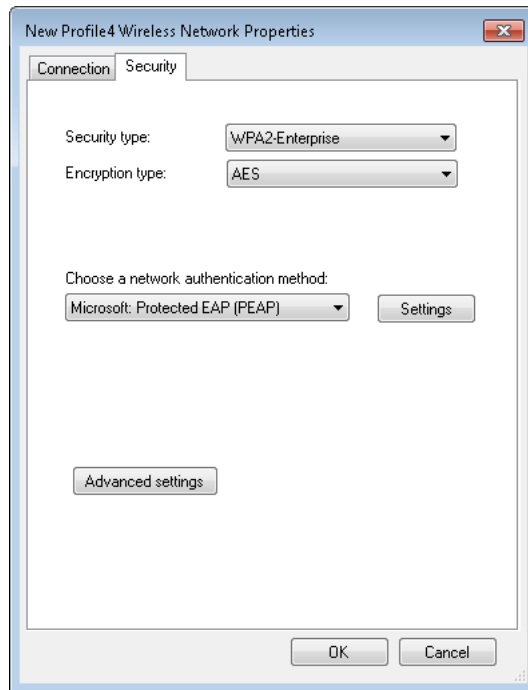 New Profile4 Wireless Network Properties
Connection
Security
Security type:
WPA2-Enterprise
Encryption type:
AES
Choose a network authentication method:
Microsoft: Protected EAP (PEAP)
Settings
Advanced settings
OK
Cancel